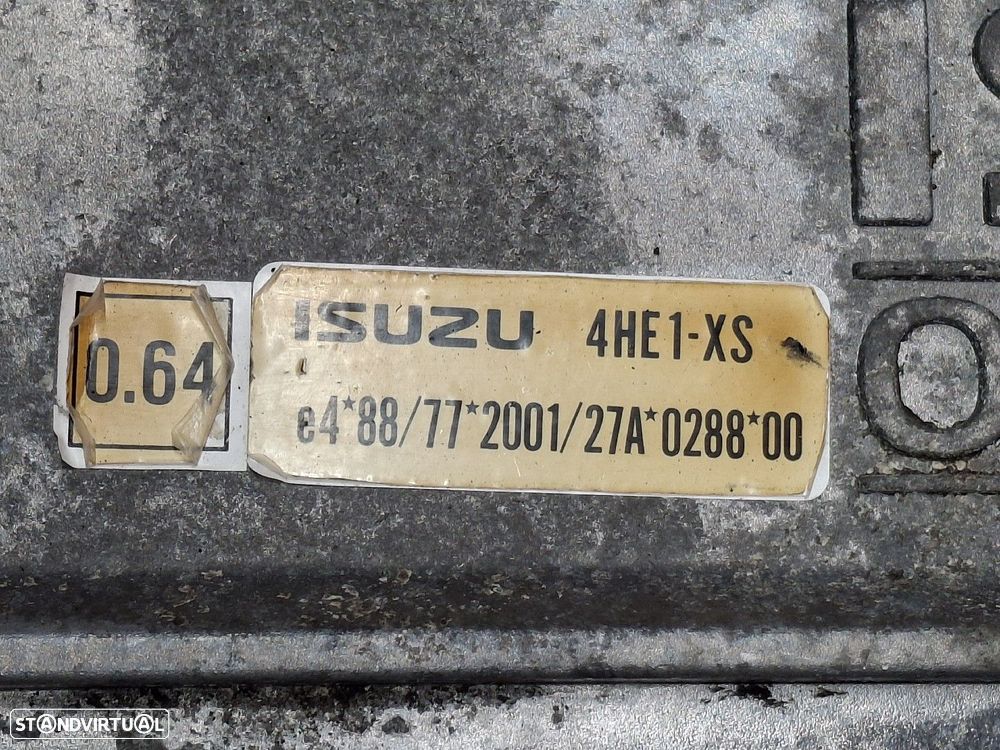 0.64
ISUZU 4HE1-XS
e4*88/77*2001/27A*0288*00
STANDVIRTUAL